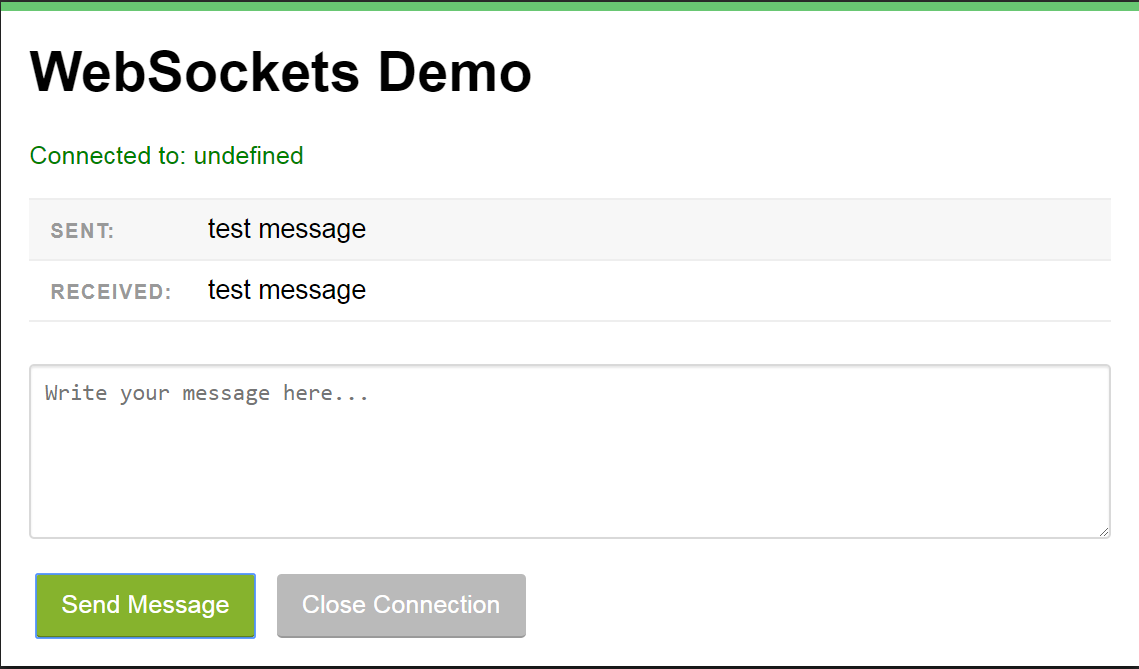 WebSockets Demo
Connected to: undefined
SENT: test message
RECEIVED: test message
Write your message here...
Send Message Close Connection